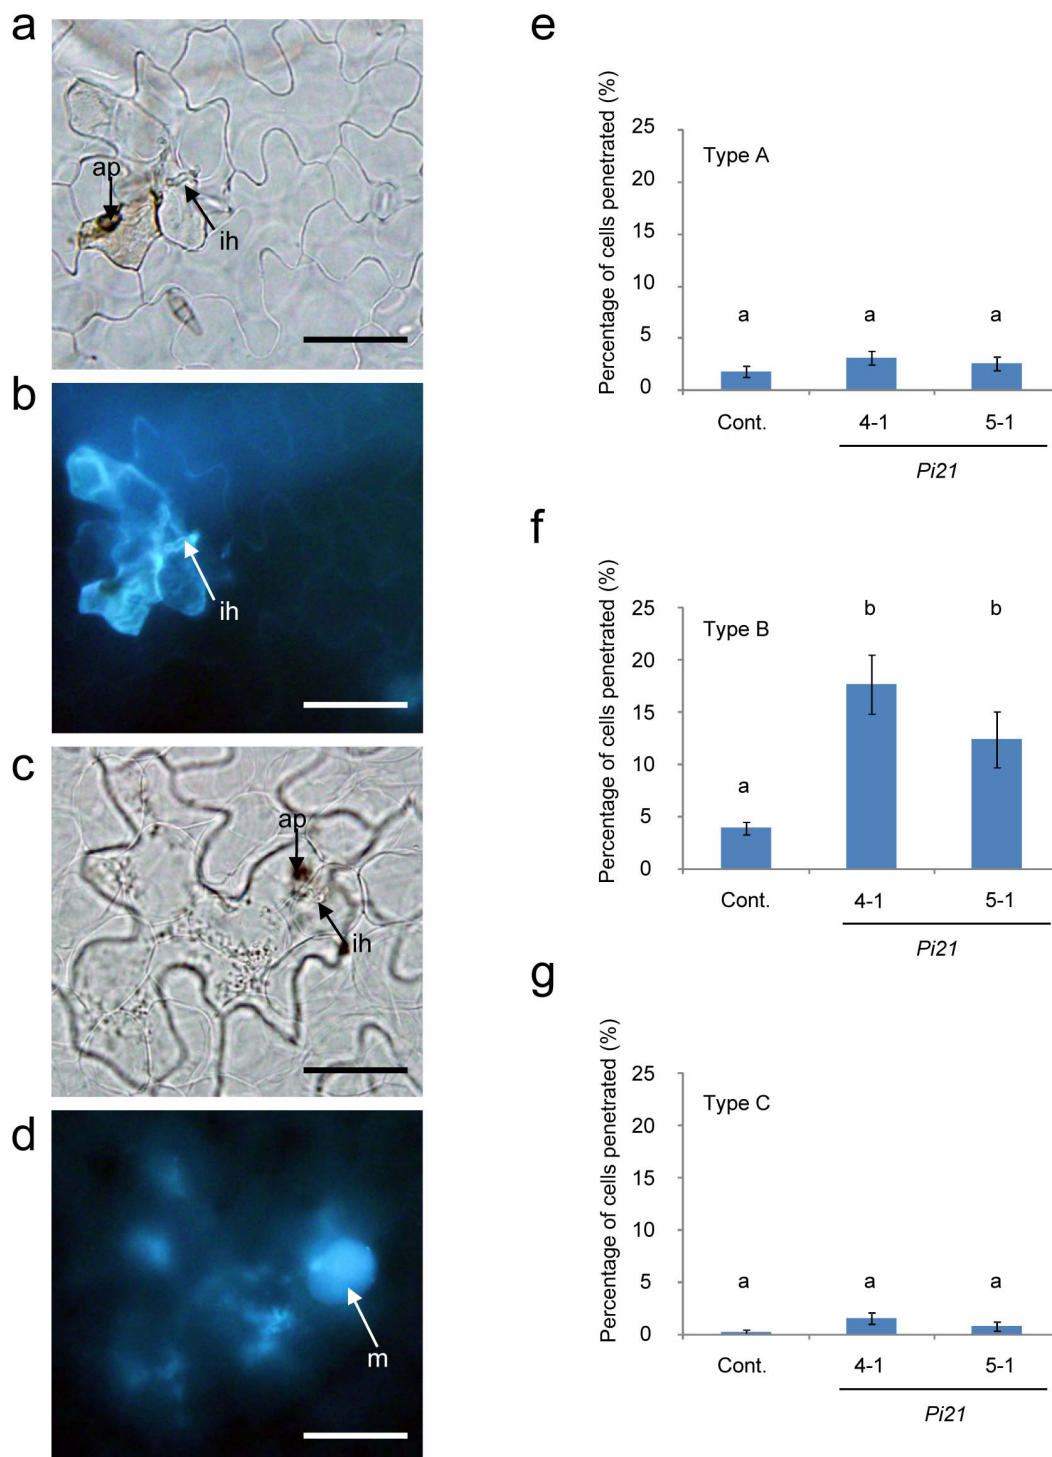 a
ap
ih
b
ih
c
ap
ih
d
m
e
Percentage of cells penetrated (%)
25
20
15
10
5
0
Type A
a a a
Cont. 4-1 5-1
Pi21
f
Percentage of cells penetrated (%)
25
20
15
10
5
0
Type B
a b b
Cont. 4-1 5-1
Pi21
g
Percentage of cells penetrated (%)
25
20
15
10
5
0
Type C
a a a
Cont. 4-1 5-1
Pi21